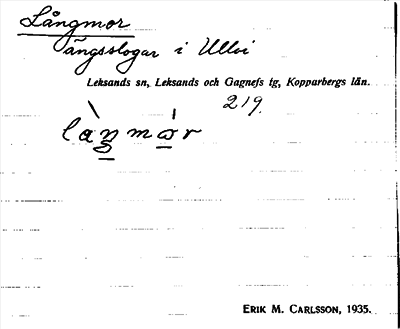 Långmor
ängsslogar i Ullvi
Leksands sn, Leksands och Gagnefs tg, Kopparbergs län.
219.
ERIK M. CARLSSON, 1935.